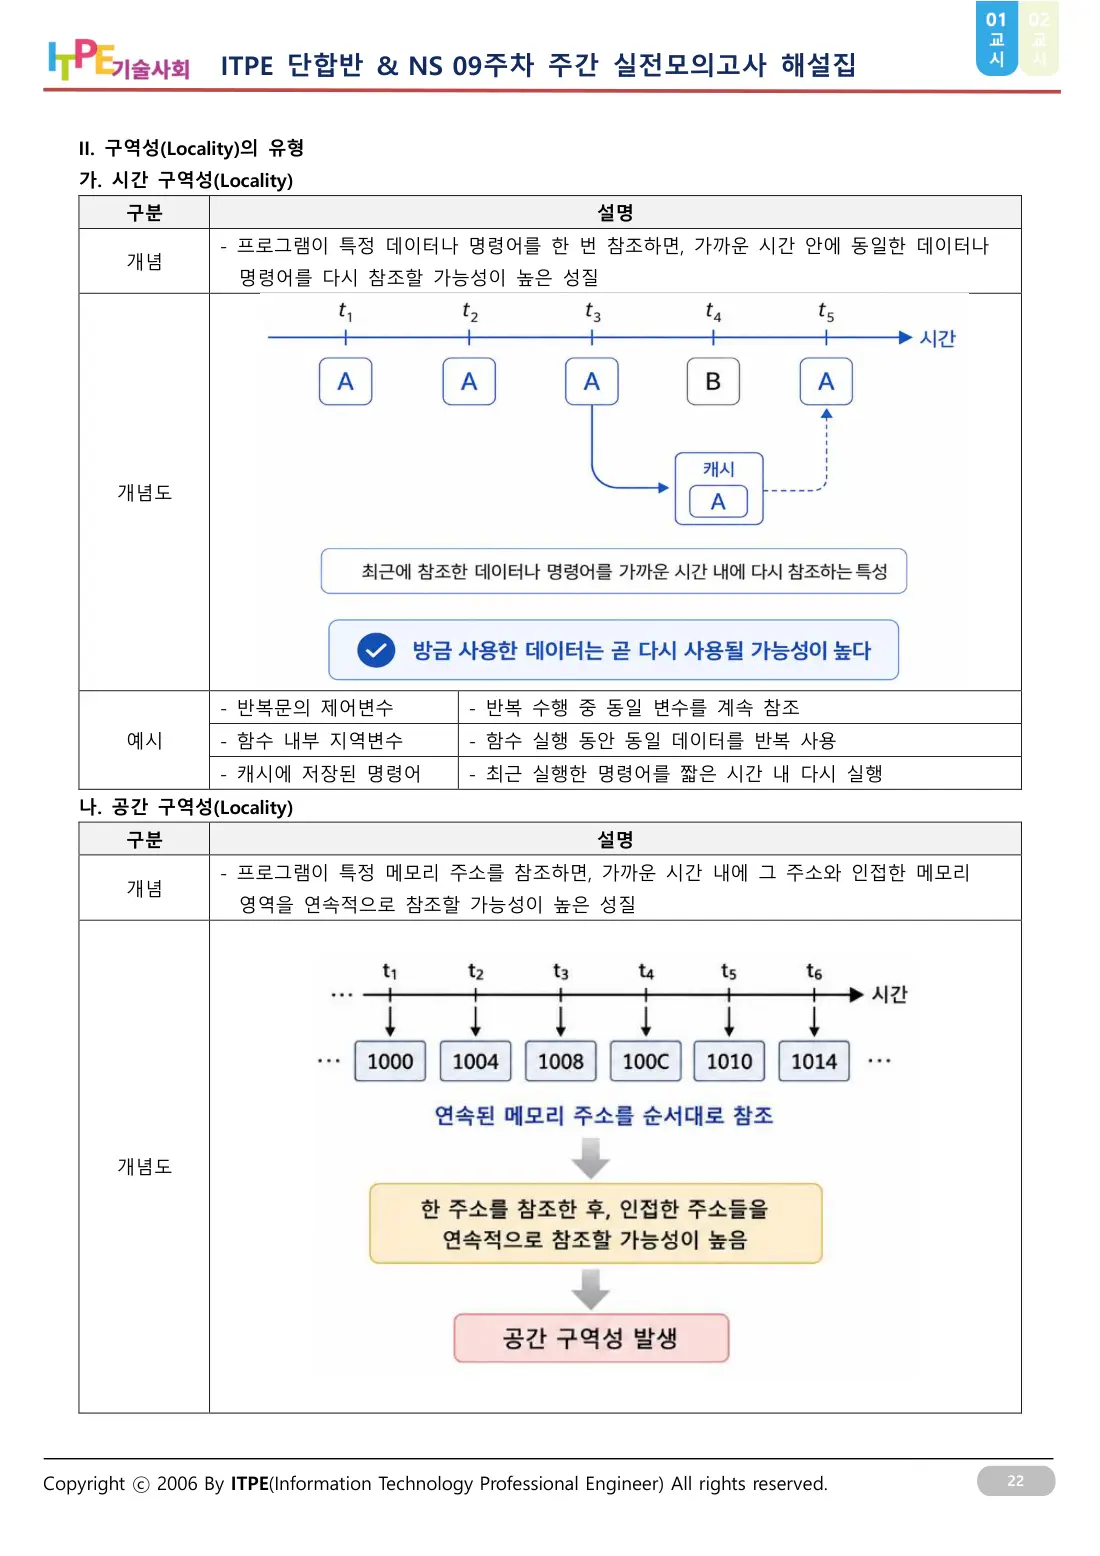 ITPE기술사회
ITPE 단합반 & NS 09주차 주간 실전모의고사 해설집
01 교시
02 교시
II. 구역성(Locality)의 유형
가. 시간 구역성(Locality)
구분 설명
개념
- 프로그램이 특정 데이터나 명령어를 한 번 참조하면, 가까운 시간 안에 동일한 데이터나
명령어를 다시 참조할 가능성이 높은 성질
개념도
t1 t2 t3 t4 t5
시간
A A A B A
캐시
A
최근에 참조한 데이터나 명령어를 가까운 시간 내에 다시 참조하는 특성
방금 사용한 데이터는 곧 다시 사용될 가능성이 높다
예시
- 반복문의 제어변수 - 반복 수행 중 동일 변수를 계속 참조
- 함수 내부 지역변수 - 함수 실행 동안 동일 데이터를 반복 사용
- 캐시에 저장된 명령어 - 최근 실행한 명령어를 짧은 시간 내 다시 실행
나. 공간 구역성(Locality)
구분 설명
개념
- 프로그램이 특정 메모리 주소를 참조하면, 가까운 시간 내에 그 주소와 인접한 메모리
영역을 연속적으로 참조할 가능성이 높은 성질
개념도
t1 t2 t3 t4 t5 t6
... 시간
... 1000 1004 1008 100C 1010 1014 ...
연속된 메모리 주소를 순서대로 참조
한 주소를 참조한 후, 인접한 주소들을
연속적으로 참조할 가능성이 높음
공간 구역성 발생
Copyright ⓒ 2006 By ITPE(Information Technology Professional Engineer) All rights reserved.
22